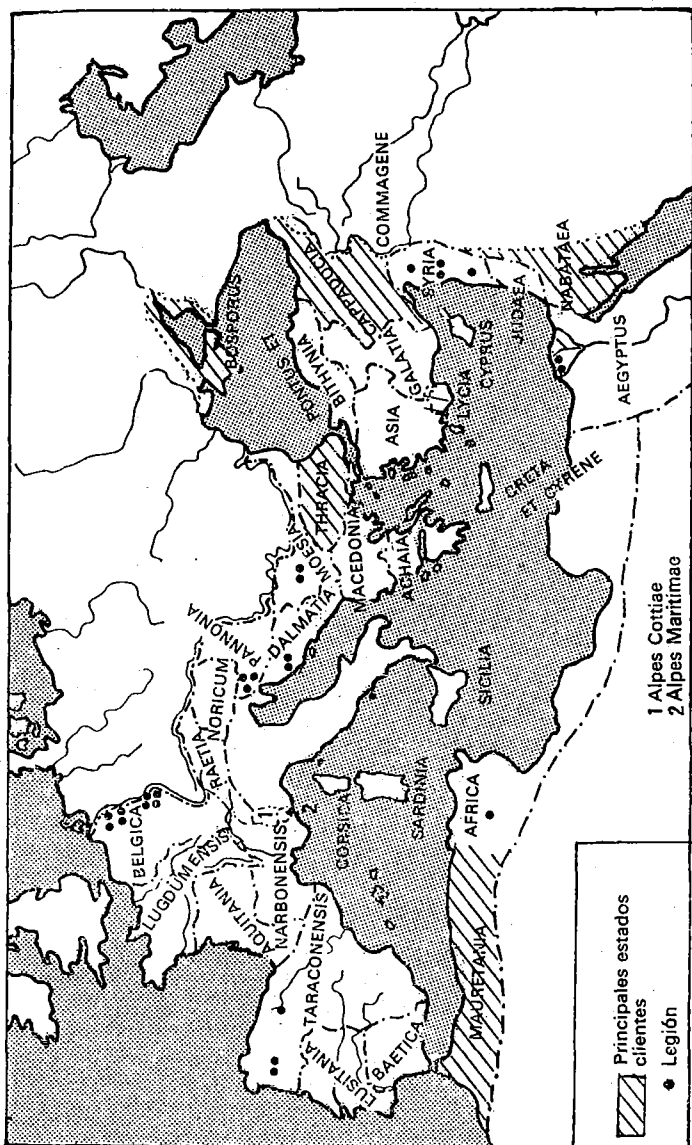 BELGICA
LUGDUMENSIS
AQUITANIA
NARBONENSIS
TARACONENSIS
LUSITANIA
BAETICA
RAETIA
NORICUM
PANNONIA
DALMATIA
MOESIA
THRACIA
MACEDONIA
ACHAIA
BOSPORUS
PONTUS ET
BITHYNIA
CAPPADOCIA
GALATIA
ASIA
LYCIA
COMMAGENE
SYRIA
CYPRUS
JUDAEA
NABATAEA
AEGYPTUS
CRETA
ET CYRENE
CORSICA
SARDINIA
SICILIA
AFRICA
MAURETANIA
2
1 Alpes Cottiae
2 Alpes Maritimae
Principales estados
clientes
Legión